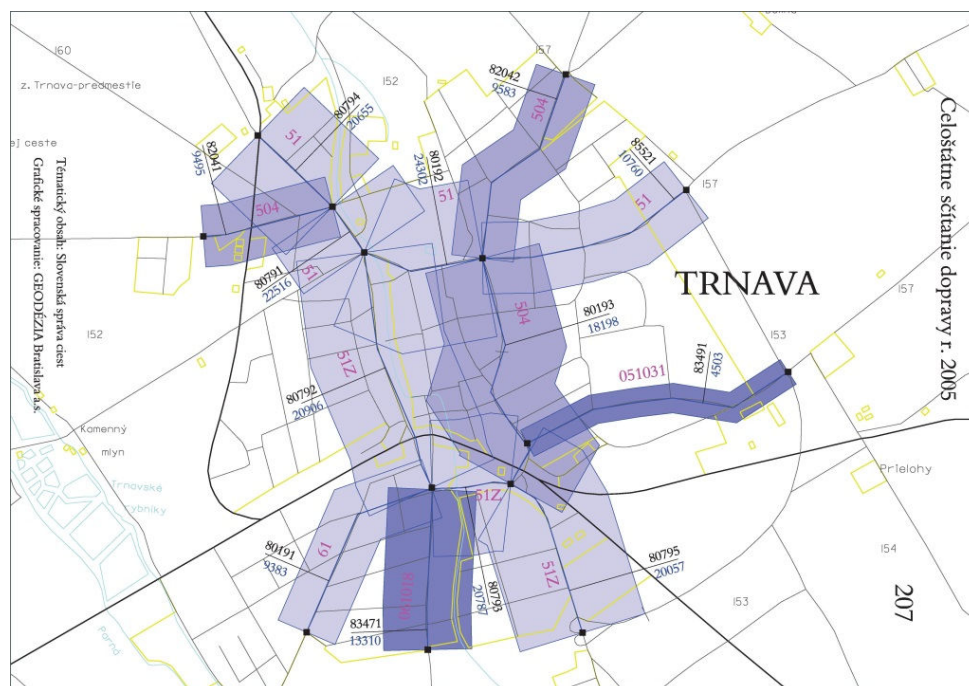 I60
z. Trnava-predmestie
I52
I57
82042
9583
504
80794
20655
51
82041
9495
504
80192
24302
51
85521
10760
51
I57
Celoštátne sčítanie dopravy r. 2005
ej ceste
Tématický obsah: Slovenská správa ciest
Grafické spracovanie: GEODÉZIA Bratislava a.s.
80791
22516
51
TRNAVA
504
80193
18198
I57
I52
51Z
80792
20906
I53
83491
4503
051031
Kamenný
mlyn
Trnavské
rybníky
51Z
Prielohy
61
80191
9383
80793
20787
51Z
80795
20057
I54
207
I53
83471
13310
Parná